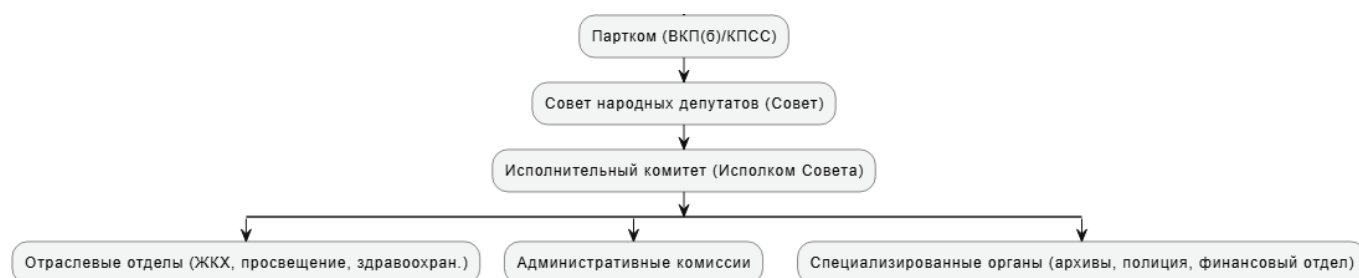 Партком (ВКП(б)/КПСС)
Совет народных депутатов (Совет)
Исполнительный комитет (Исполком Совета)
Отраслевые отделы (ЖКХ, просвещение, здравоохран.)
Административные комиссии
Специализированные органы (архивы, полиция, финансовый отдел)